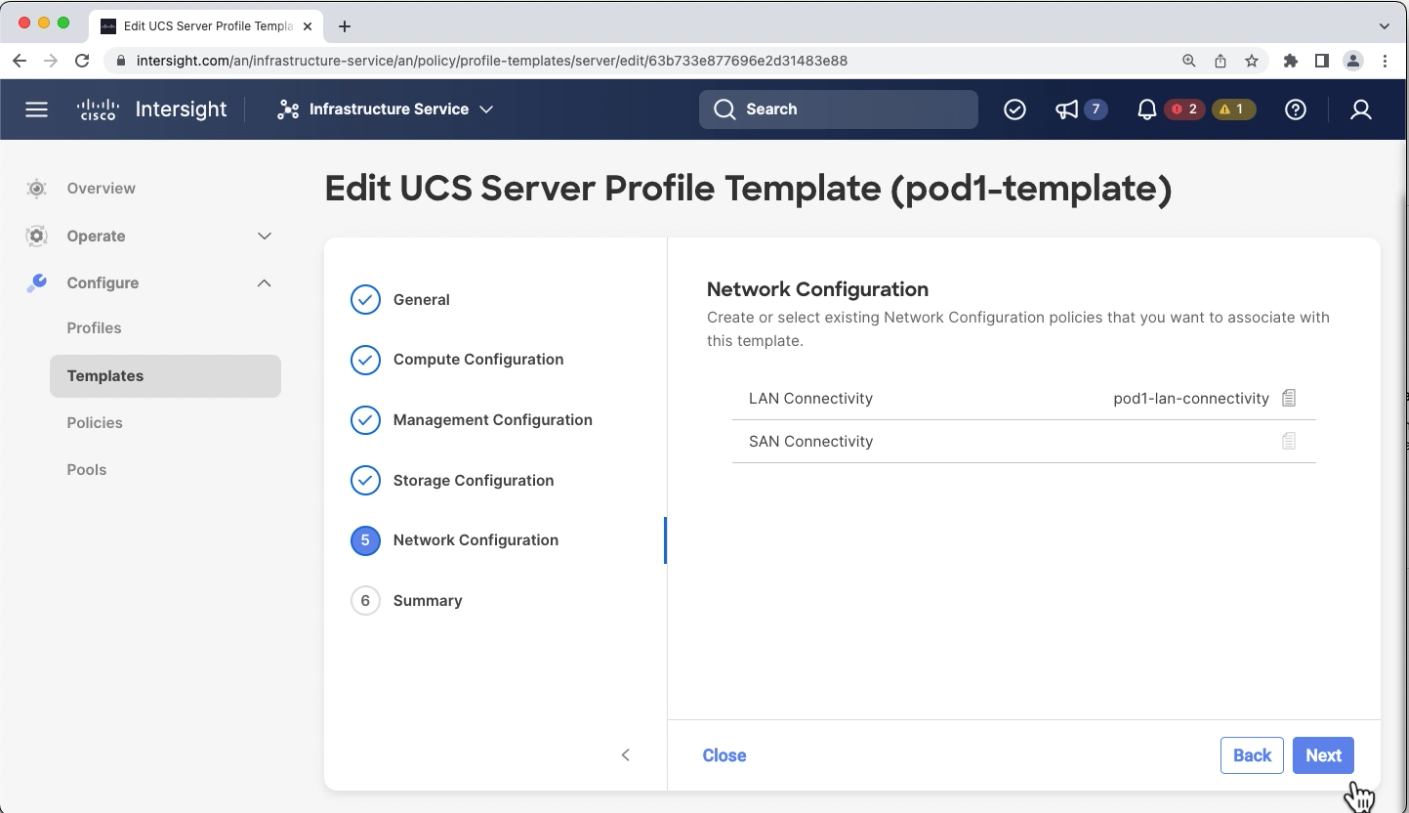 Edit UCS Server Profile Templa
intersight.com/an/infrastructure-service/an/policy/profile-templates/server/edit/63b733e877696e2d31483e88
cisco Intersight Infrastructure Service Search 7 2 1
Overview
Operate
Configure
Profiles
Templates
Policies
Pools
Edit UCS Server Profile Template (pod1-template)
General
Compute Configuration
Management Configuration
Storage Configuration
5 Network Configuration
6 Summary
Network Configuration
Create or select existing Network Configuration policies that you want to associate with
this template.
LAN Connectivity pod1-lan-connectivity
SAN Connectivity
Close Back Next